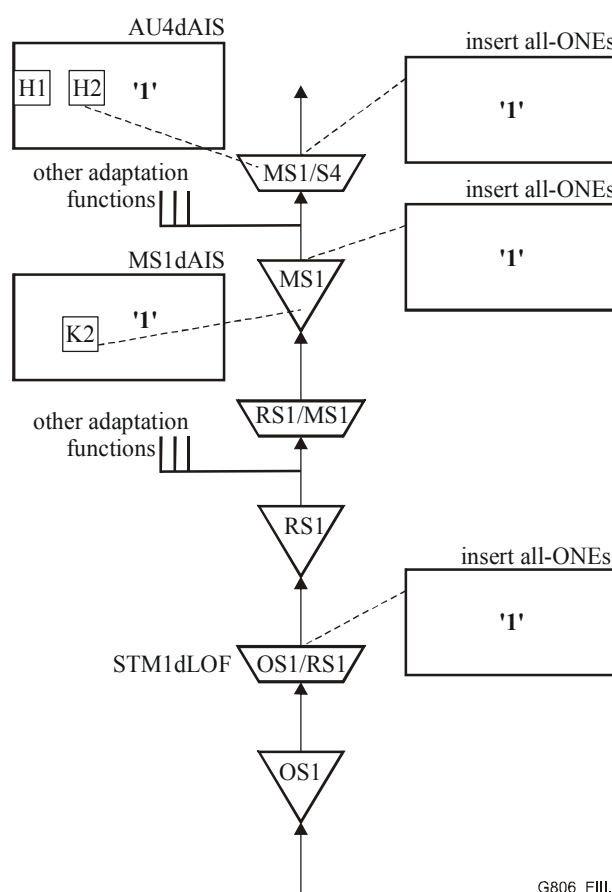 AU4dAIS
insert all-ONEs
H1 H2 '1'
'1'
MS1/S4
other adaptation
functions
insert all-ONEs
MS1dAIS
MS1
'1'
K2 '1'
RS1/MS1
other adaptation
functions
RS1
insert all-ONEs
'1'
STM1dLOF
OS1/RS1
OS1